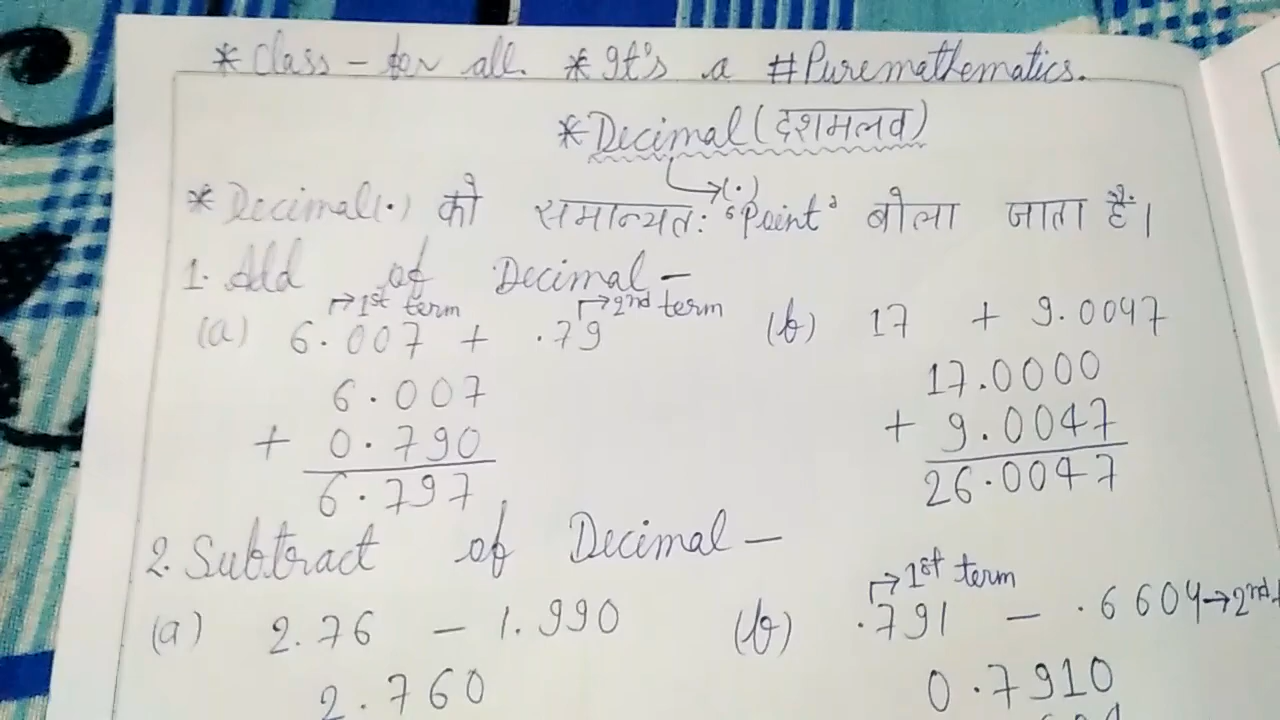 * Class - for all. * It's a #Puremathematics.
* Decimal (दशमलव)
(.)
* Decimal(.) को समान्यत: 'Point' बोला जाता हैं।
1. Add of Decimal -
1st term 2nd term
(a) 6.007 + .79 (b) 17 + 9.0047
6.007 17.0000
+ 0.790 + 9.0047
6.797 26.0047
2. Subtract of Decimal -
1st term
(a) 2.76 - 1.990 (b) .791 - .6604 → 2nd
2.760 0.7910